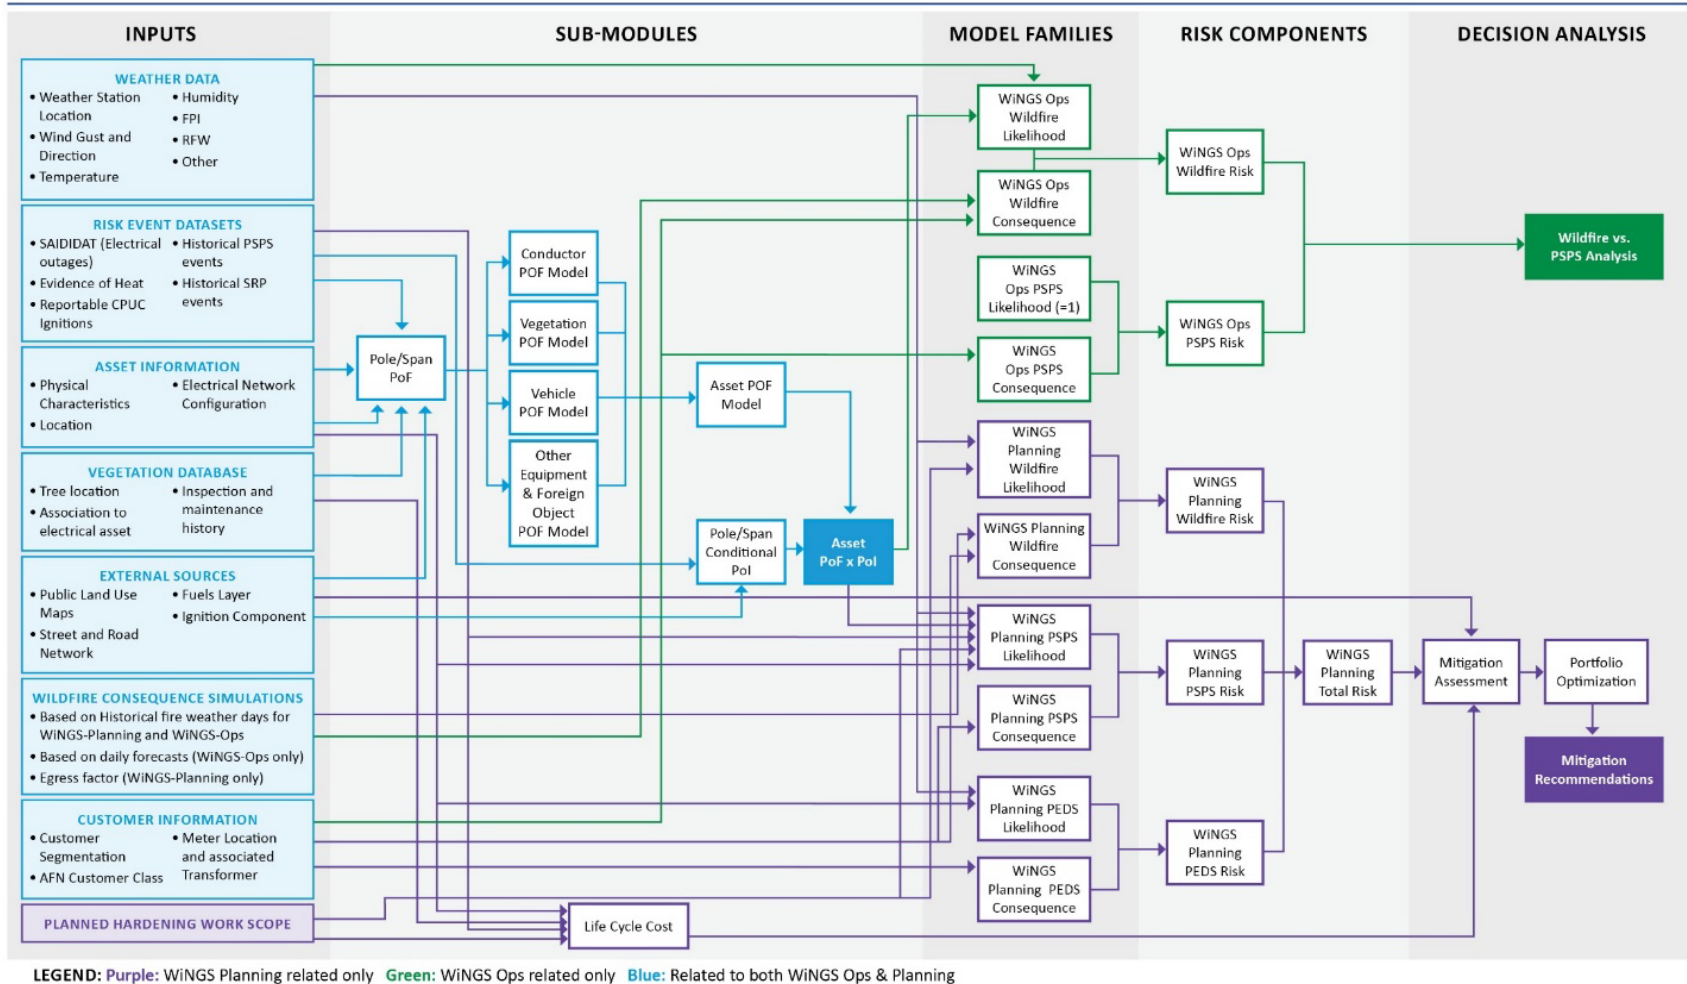 INPUTS
SUB-MODULES
MODEL FAMILIES
RISK COMPONENTS
DECISION ANALYSIS
WEATHER DATA
• Weather Station
Location
• Wind Gust and
Direction
• Temperature
• Humidity
• FPI
• RFW
• Other
RISK EVENT DATASETS
• SAIDIDAT (Electrical
outages)
• Evidence of Heat
• Reportable CPUC
Ignitions
• Historical PSPS
events
• Historical SRP
events
ASSET INFORMATION
• Physical
Characteristics
• Location
• Electrical Network
Configuration
VEGETATION DATABASE
• Tree location
• Association to
electrical asset
• Inspection and
maintenance
history
EXTERNAL SOURCES
• Public Land Use
Maps
• Street and Road
Network
• Fuels Layer
• Ignition Component
WILDFIRE CONSEQUENCE SIMULATIONS
• Based on Historical fire weather days for
WiNGS-Planning and WiNGS-Ops
• Based on daily forecasts (WiNGS-Ops only)
• Egress factor (WiNGS-Planning only)
CUSTOMER INFORMATION
• Customer
Segmentation
• AFN Customer Class
• Meter Location
and associated
Transformer
PLANNED HARDENING WORK SCOPE
Pole/Span
PoF
Conductor
POF Model
Vegetation
POF Model
Vehicle
POF Model
Other
Equipment
& Foreign
Object
POF Model
Asset POF
Model
Pole/Span
Conditional
PoI
Asset
PoF x PoI
Life Cycle Cost
WiNGS Ops
Wildfire
Likelihood
WiNGS Ops
Wildfire
Consequence
WiNGS
Ops PSPS
Likelihood (=1)
WiNGS
Ops PSPS
Consequence
WiNGS
Planning
Wildfire
Likelihood
WiNGS Planning
Wildfire
Consequence
WiNGS
Planning PSPS
Likelihood
WiNGS
Planning PSPS
Consequence
WiNGS
Planning PEDS
Likelihood
WiNGS
Planning PEDS
Consequence
WiNGS Ops
Wildfire Risk
WiNGS Ops
PSPS Risk
WiNGS
Planning
Wildfire Risk
WiNGS
Planning
PSPS Risk
WiNGS
Planning
Total Risk
WiNGS
Planning
PEDS Risk
Wildfire vs.
PSPS Analysis
Mitigation
Assessment
Portfolio
Optimization
Mitigation
Recommendations
LEGEND: Purple: WiNGS Planning related only Green: WiNGS Ops related only Blue: Related to both WiNGS Ops & Planning